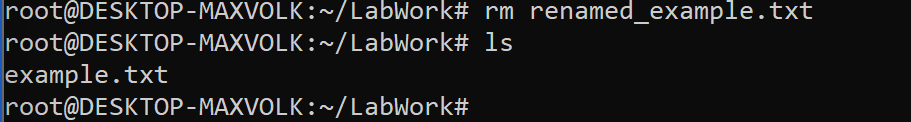 root@DESKTOP-MAXVOLK:~/LabWork# rm renamed_example.txt
root@DESKTOP-MAXVOLK:~/LabWork# ls
example.txt
root@DESKTOP-MAXVOLK:~/LabWork#